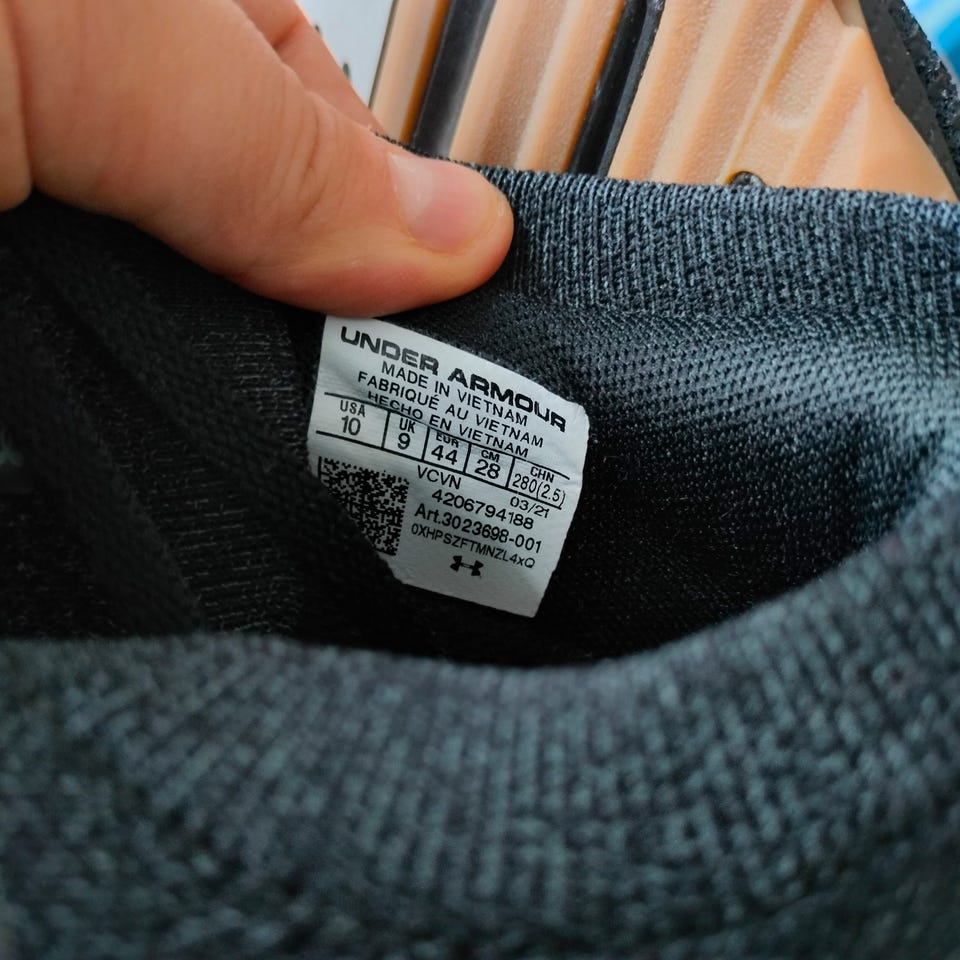 UNDER ARMOUR
MADE IN VIETNAM
FABRIQUÉ AU VIETNAM
HECHO EN VIETNAM
USA UK EUR CM CHN
10 9 44 28 280(2.5)
VCVN 03/21
4206794188
Art.3023698-001
0XHPSZFTMNZL4xQ